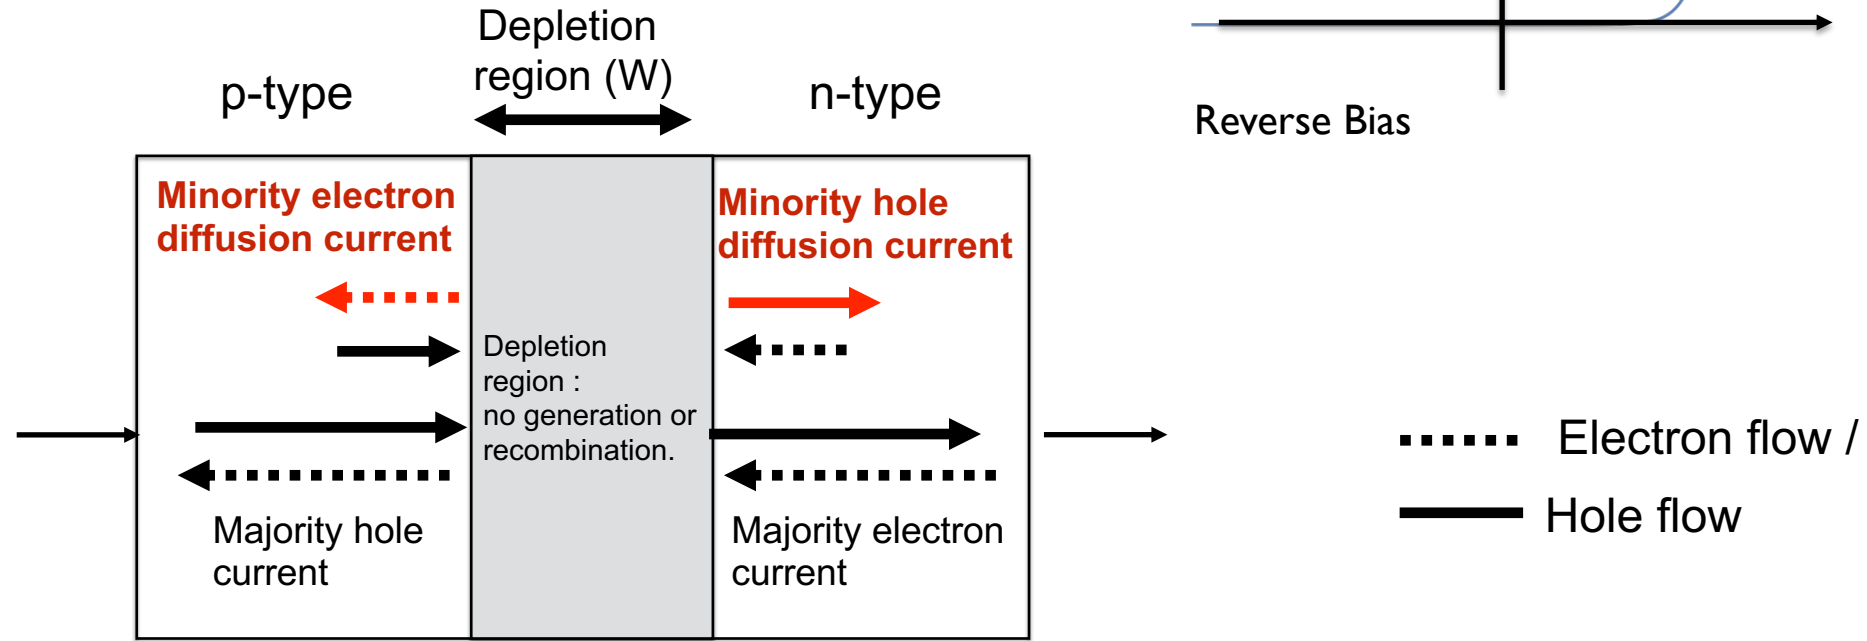 Depletion
region (W)
p-type
n-type
Reverse Bias
Minority electron
diffusion current
Minority hole
diffusion current
Depletion
region :
no generation or
recombination.
Majority hole
current
Majority electron
current
Electron flow /
Hole flow